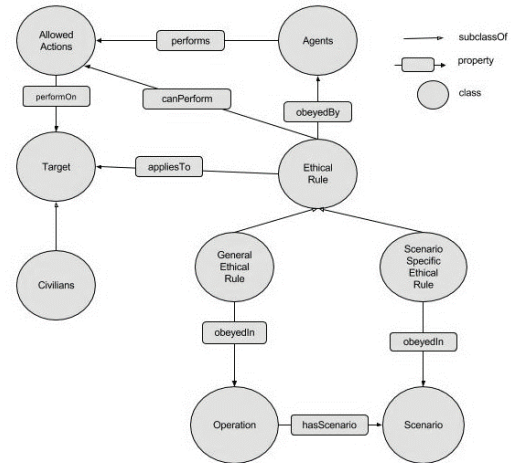 Allowed
Actions
performs
Agents
subclassOf
property
class
performOn
canPerform
obeyedBy
Target
appliesTo
Ethical
Rule
Civilians
General
Ethical
Rule
Scenario
Specific
Ethical
Rule
obeyedIn
obeyedIn
Operation
hasScenario
Scenario